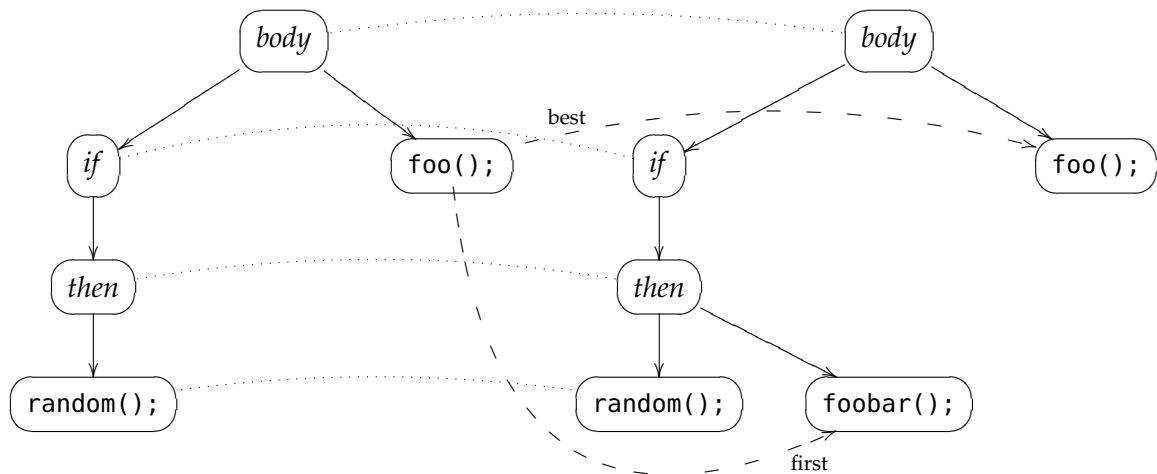 body
body
best
if
foo();
if
foo();
then
then
random();
random();
foobar();
first